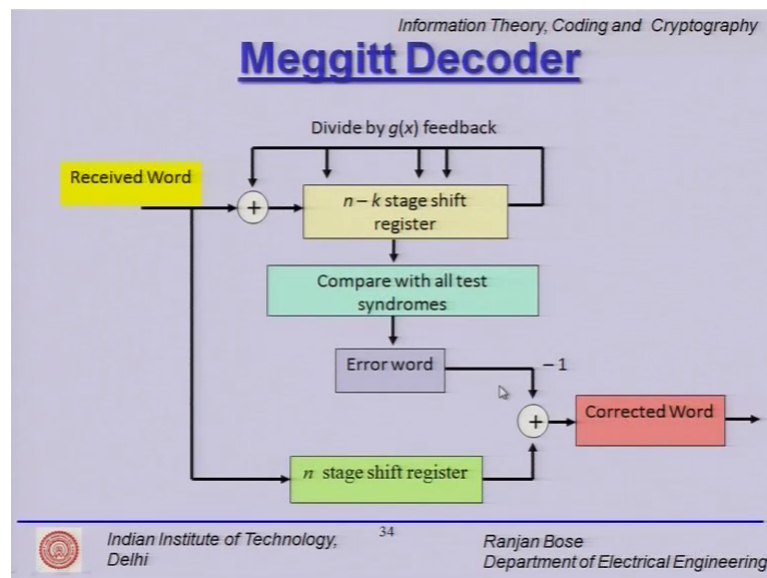 Information Theory, Coding and Cryptography
Meggitt Decoder
Divide by g(x) feedback
Received Word
+
n – k stage shift
register
Compare with all test
syndromes
Error word
– 1
+
Corrected Word
n stage shift register
Indian Institute of Technology,
Delhi
34
Ranjan Bose
Department of Electrical Engineering